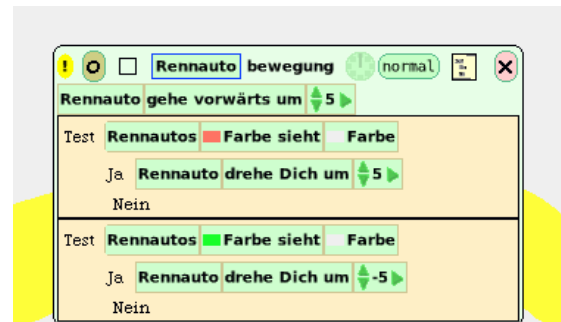 ! Rennauto bewegung normal
Rennauto gehe vorwärts um 5
Test Rennautos Farbe sieht Farbe
Ja Rennauto drehe Dich um 5
Nein
Test Rennautos Farbe sieht Farbe
Ja Rennauto drehe Dich um -5
Nein